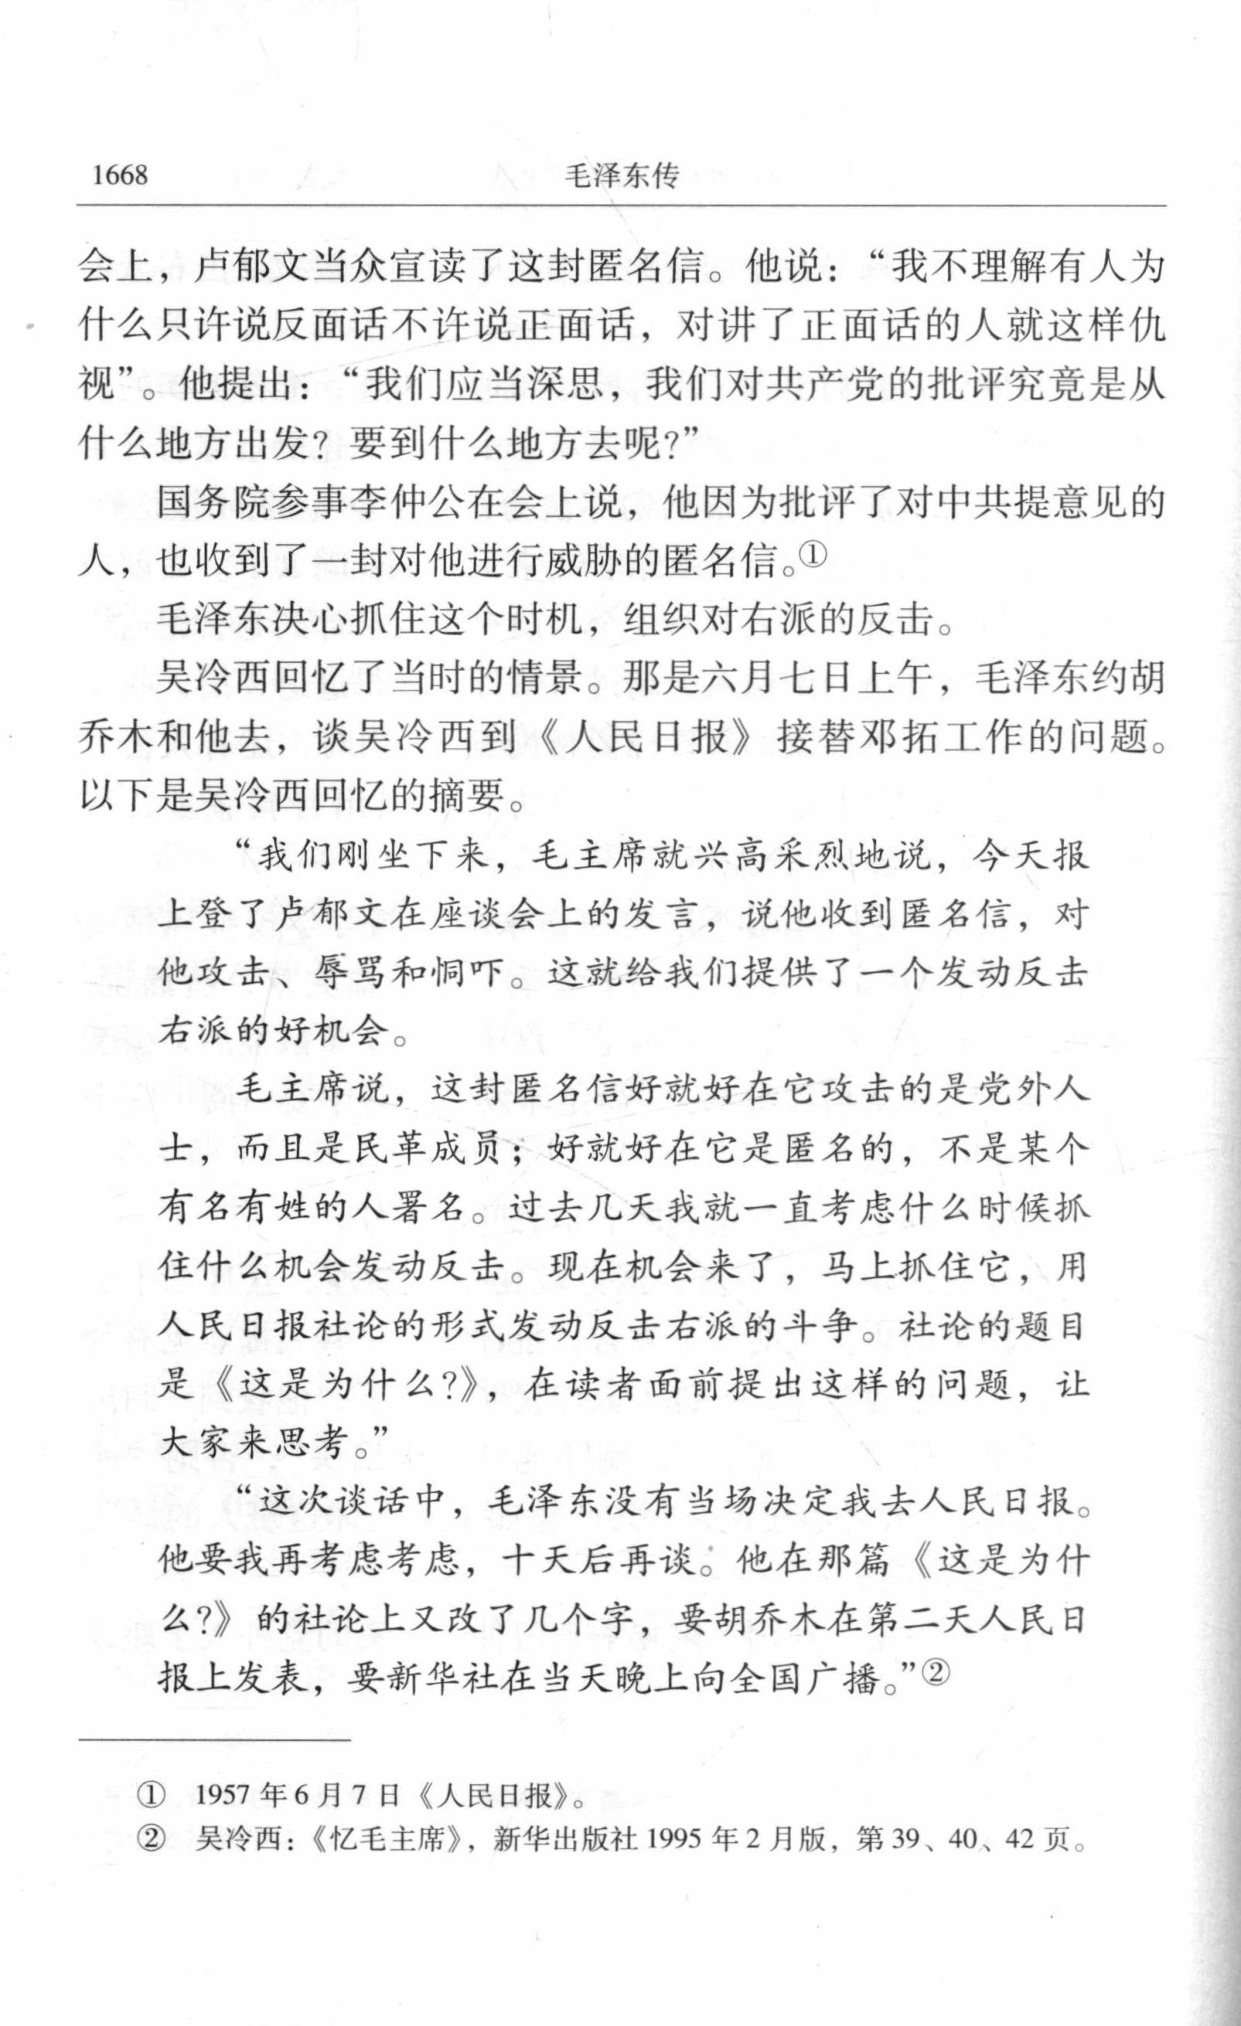 1668 毛泽东传
会上，卢郁文当众宣读了这封匿名信。他说：“我不理解有人为
什么只许说反面话不许说正面话，对讲了正面话的人就这样仇
视”。他提出：“我们应当深思，我们对共产党的批评究竟是从
什么地方出发？要到什么地方去呢？”
国务院参事李仲公在会上说，他因为批评了对中共提意见的
人，也收到了一封对他进行威胁的匿名信。①
毛泽东决心抓住这个时机，组织对右派的反击。
吴冷西回忆了当时的情景。那是六月七日上午，毛泽东约胡
乔木和他去，谈吴冷西到《人民日报》接替邓拓工作的问题。
以下是吴冷西回忆的摘要。
“我们刚坐下来，毛主席就兴高采烈地说，今天报
上登了卢郁文在座谈会上的发言，说他收到匿名信，对
他攻击、辱骂和恫吓。这就给我们提供了一个发动反击
右派的好机会。
毛主席说，这封匿名信好就好在它攻击的是党外人
士，而且是民革成员；好就好在它是匿名的，不是某个
有名有姓的人署名。过去几天我就一直考虑什么时候抓
住什么机会发动反击。现在机会来了，马上抓住它，用
人民日报社论的形式发动反击右派的斗争。社论的题目
是《这是为什么？》，在读者面前提出这样的问题，让
大家来思考。”
“这次谈话中，毛泽东没有当场决定我去人民日报。
他要我再考虑考虑，十天后再谈。他在那篇《这是为什
么？》的社论上又改了几个字，要胡乔木在第二天人民日
报上发表，要新华社在当天晚上向全国广播。”②
① 1957年6月7日《人民日报》。
② 吴冷西：《忆毛主席》，新华出版社1995年2月版，第39、40、42页。